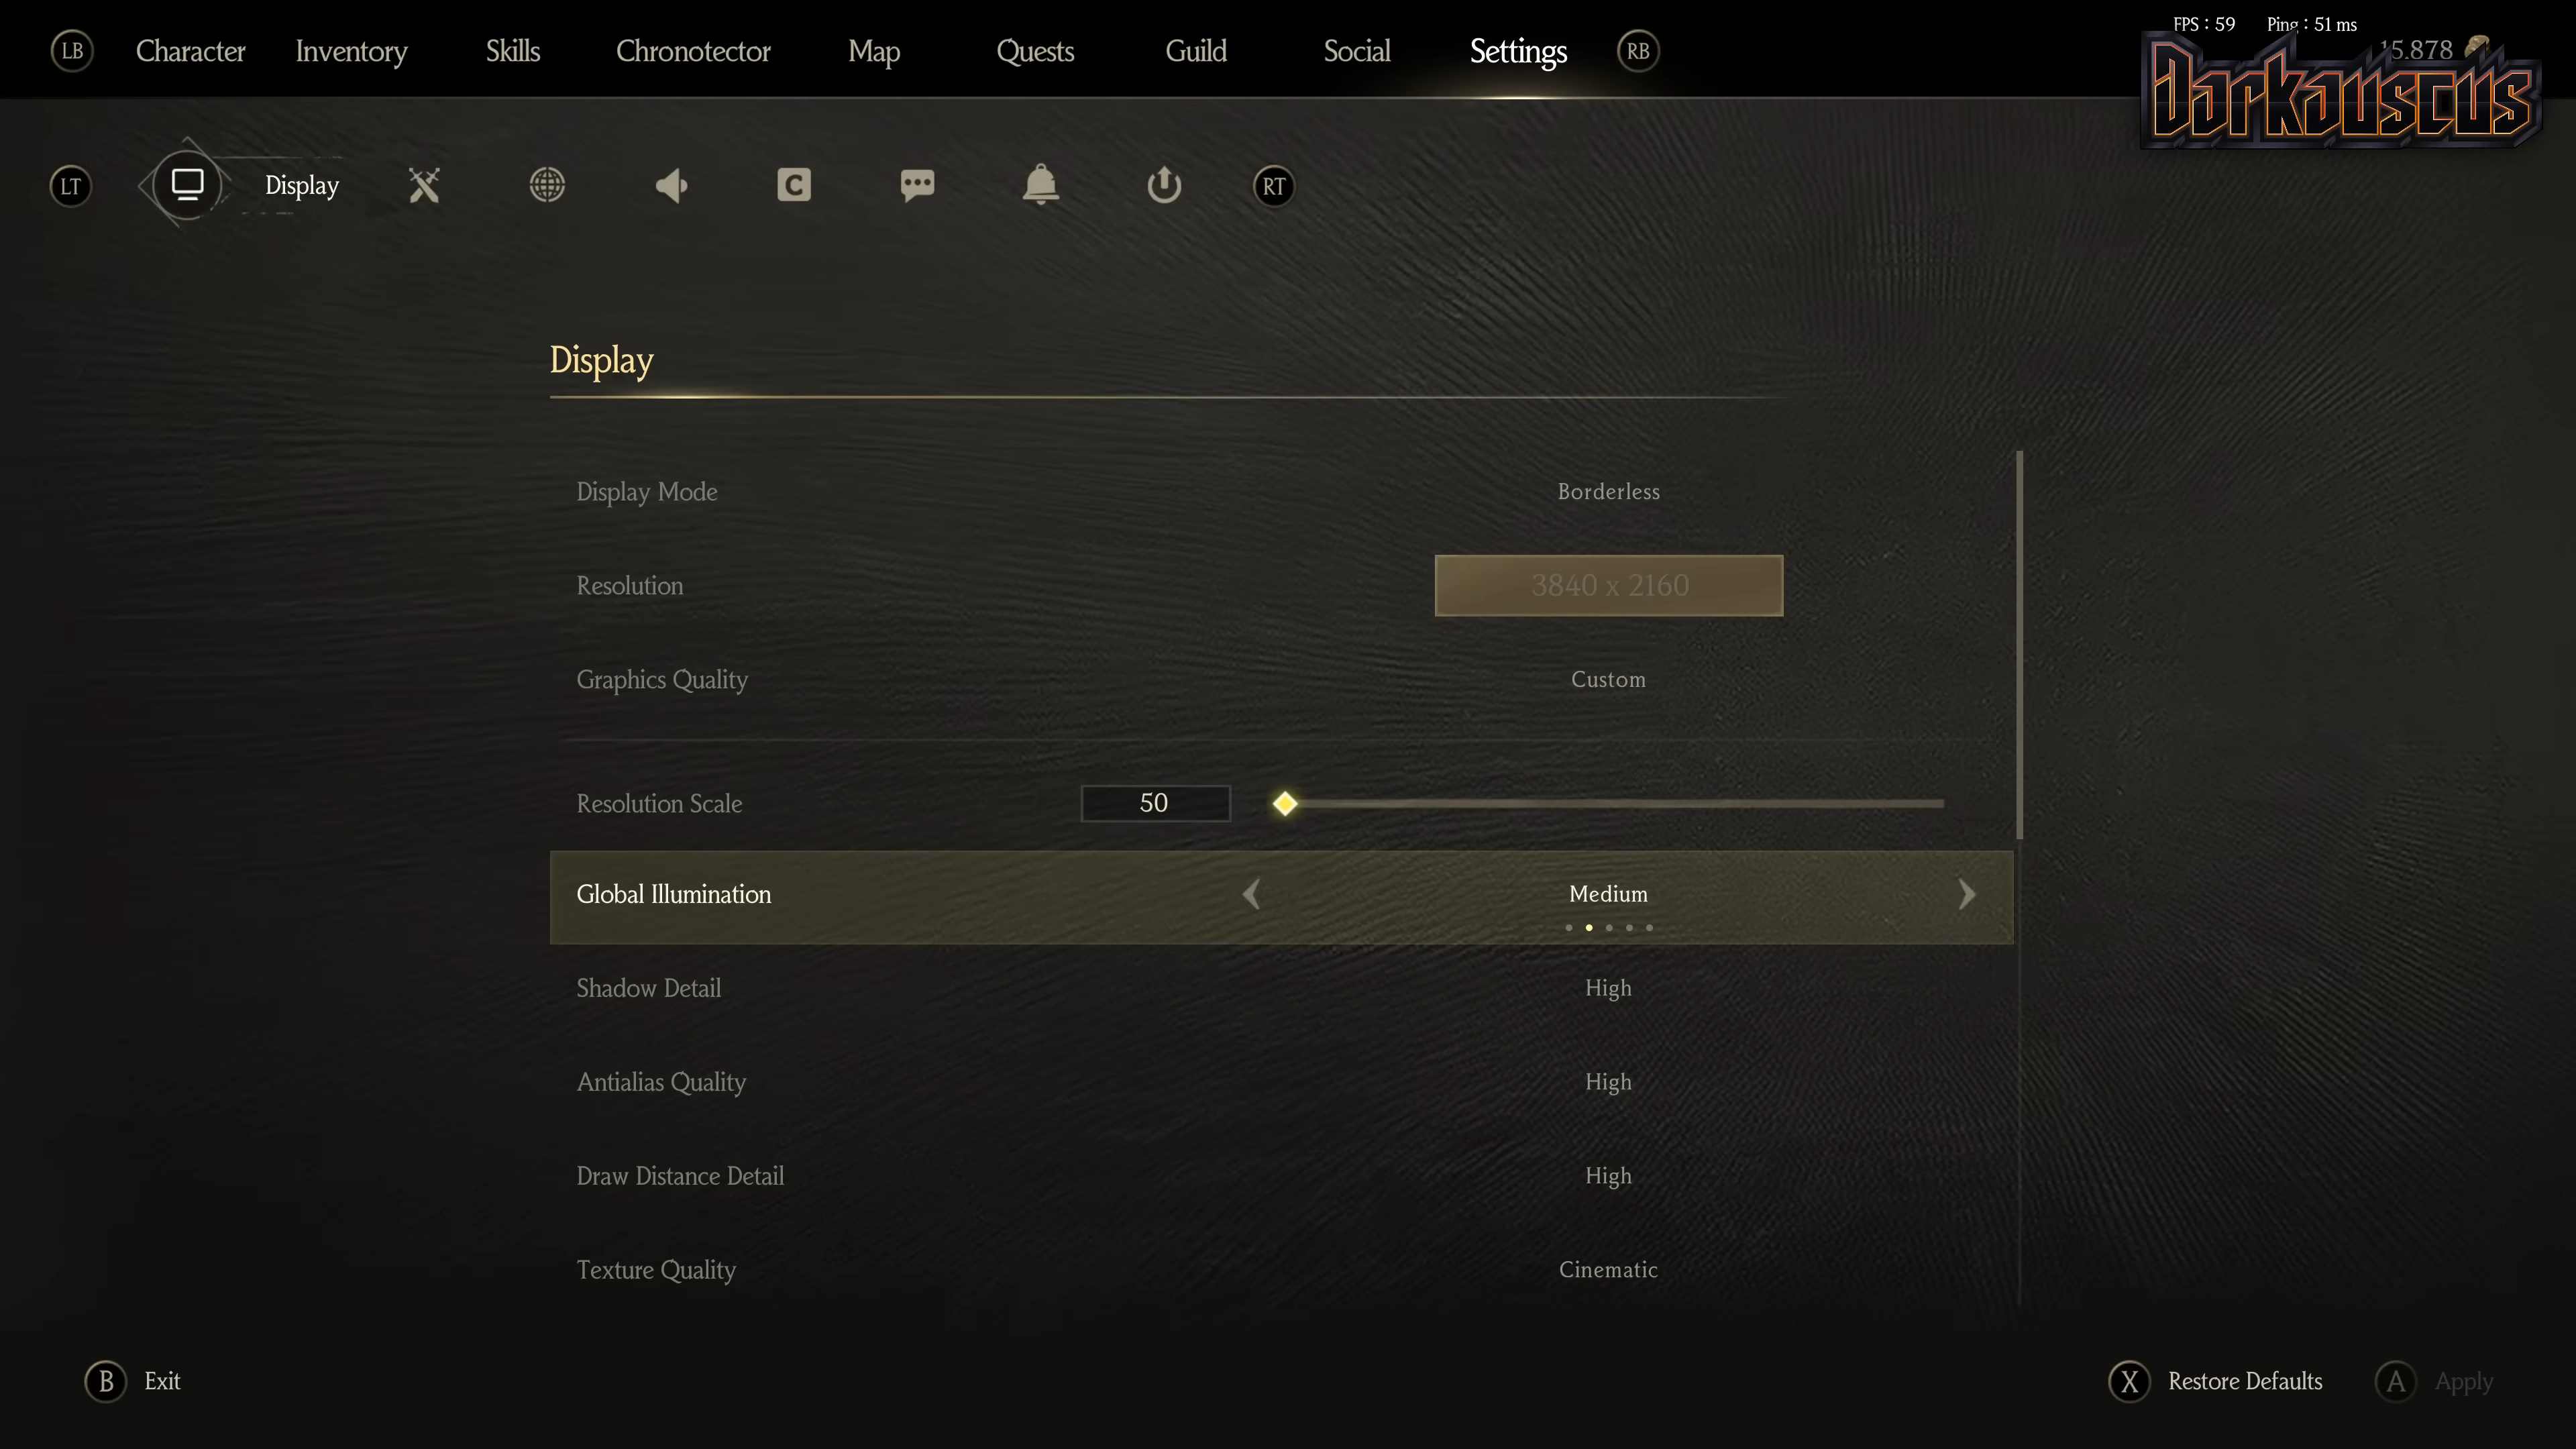 FPS : 59 Ping : 51 ms
LB Character Inventory Skills Chronotector Map Quests Guild Social Settings RB 15,878
Darkauscus
LT Display C RT
Display
Display Mode Borderless
Resolution 3840 x 2160
Graphics Quality Custom
Resolution Scale 50
Global Illumination Medium
Shadow Detail High
Antialias Quality High
Draw Distance Detail High
Texture Quality Cinematic
B Exit X Restore Defaults A Apply